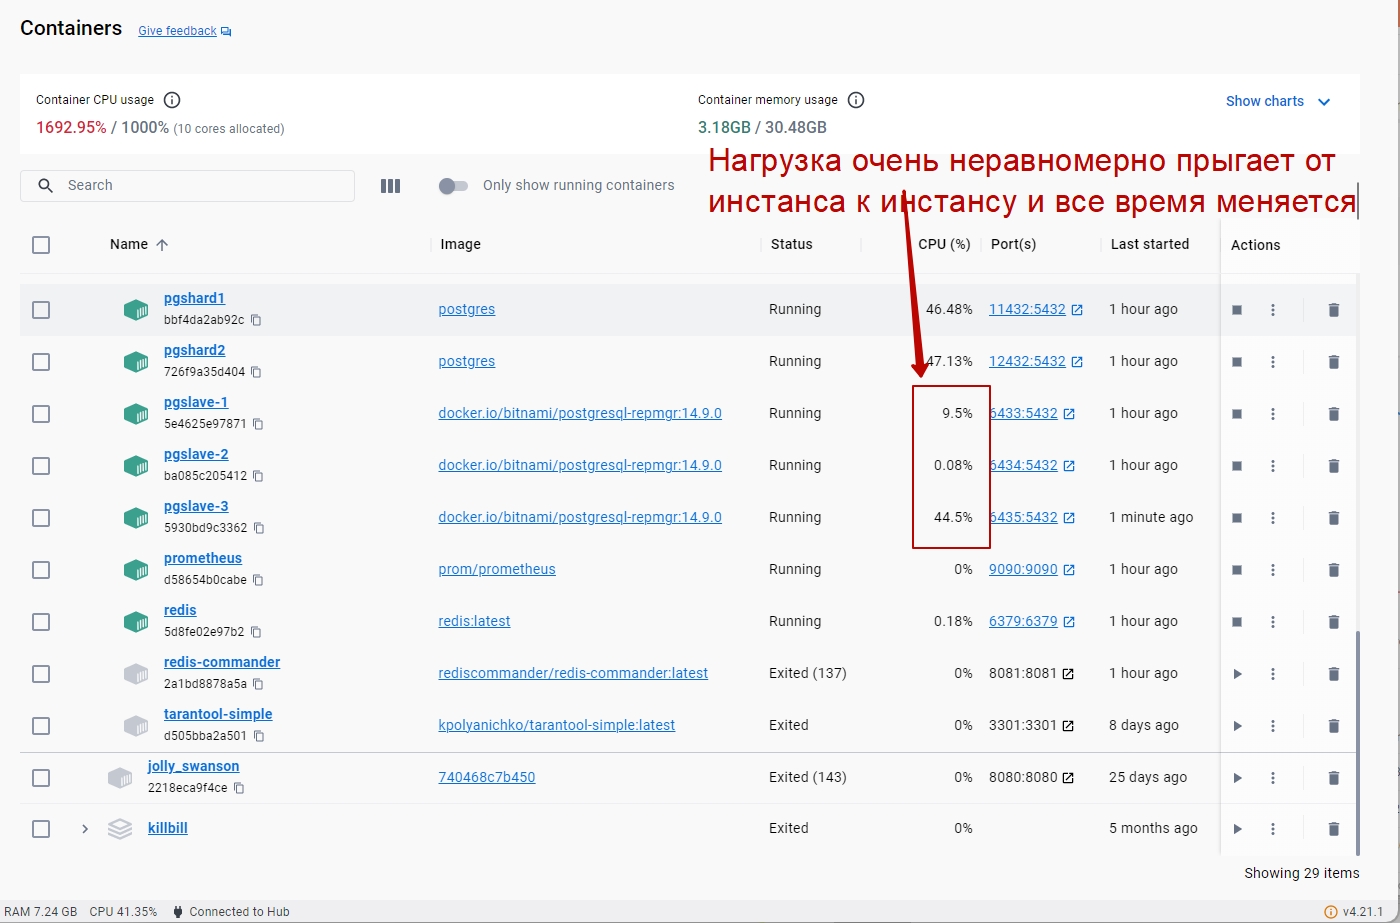 Containers Give feedback
Container CPU usage
1692.95% / 1000% (10 cores allocated)
Container memory usage
3.18GB / 30.48GB
Show charts
Нагрузка очень неравномерно прыгает от
инстанса к инстансу и все время меняется
Search
Only show running containers
Name Image Status CPU (%) Port(s) Last started Actions
pgshard1
bbf4da2ab92c
postgres Running 46.48% 11432:5432 1 hour ago
pgshard2
726f9a35d404
postgres Running 47.13% 12432:5432 1 hour ago
pgslave-1
5e4625e97871
docker.io/bitnami/postgresql-repmgr:14.9.0 Running 9.5% 6433:5432 1 hour ago
pgslave-2
ba085c205412
docker.io/bitnami/postgresql-repmgr:14.9.0 Running 0.08% 6434:5432 1 hour ago
pgslave-3
5930bd9c3362
docker.io/bitnami/postgresql-repmgr:14.9.0 Running 44.5% 6435:5432 1 minute ago
prometheus
d58654b0cabe
prom/prometheus Running 0% 9090:9090 1 hour ago
redis
5d8fe02e97b2
redis:latest Running 0.18% 6379:6379 1 hour ago
redis-commander
2a1bd8878a5a
rediscommander/redis-commander:latest Exited (137) 0% 8081:8081 1 hour ago
tarantool-simple
d505bba2a501
kpolyanichko/tarantool-simple:latest Exited 0% 3301:3301 8 days ago
jolly_swanson
2218eca9f4ce
740468c7b450 Exited (143) 0% 8080:8080 25 days ago
killbill Exited 0% 5 months ago
Showing 29 items
RAM 7.24 GB CPU 41.35% Connected to Hub v4.21.1